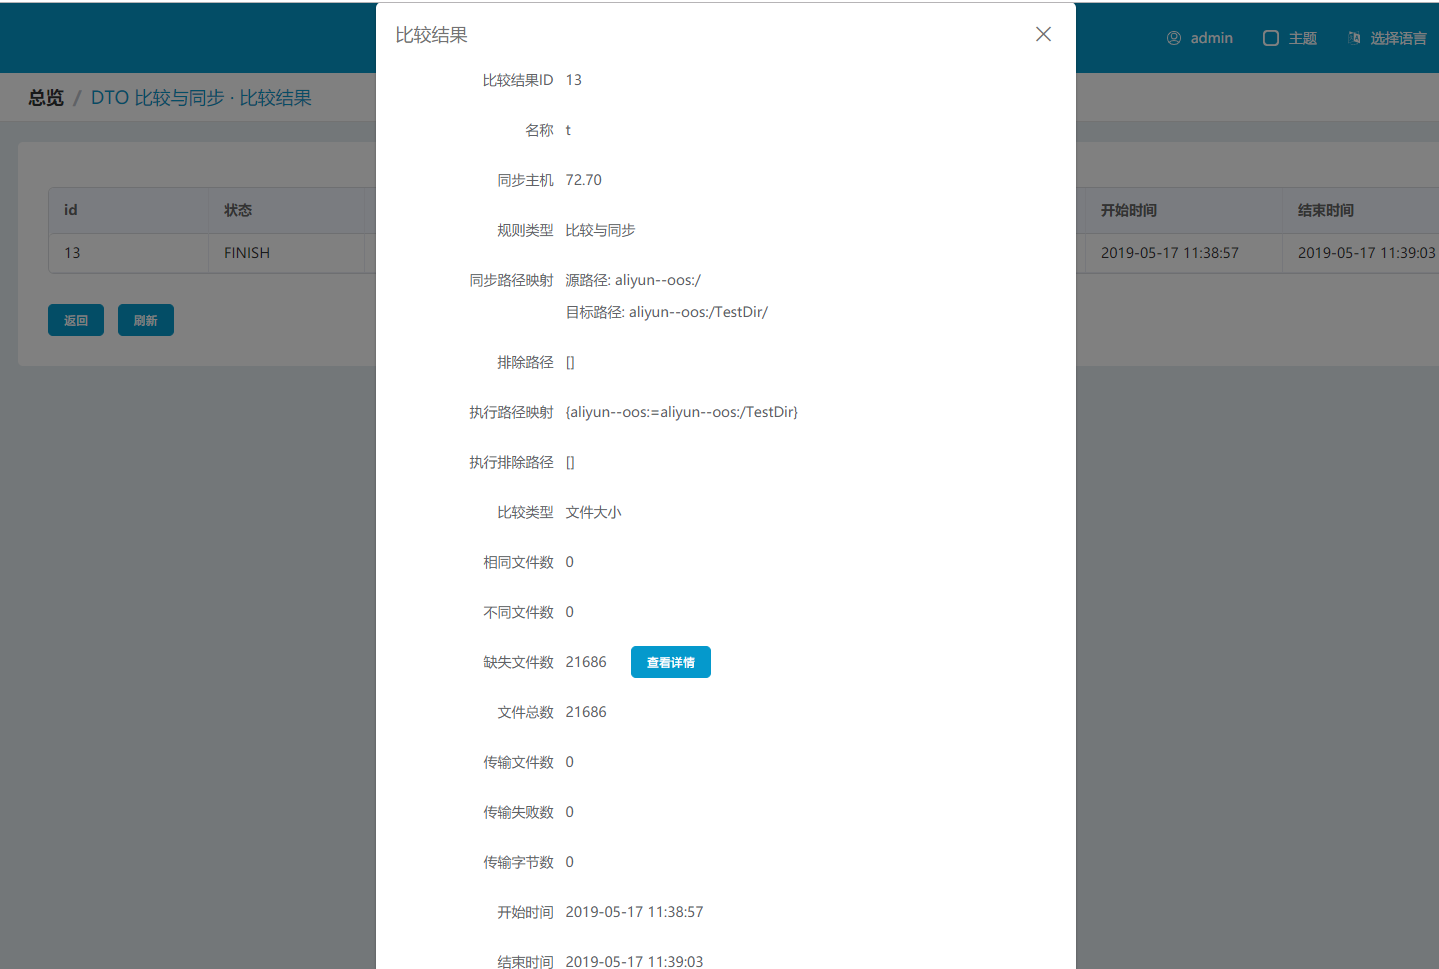 admin 主题 选择语言
总览 / DTO 比较与同步 · 比较结果
id 状态 开始时间 结束时间
13 FINISH 2019-05-17 11:38:57 2019-05-17 11:39:03
返回 刷新
比较结果
比较结果ID 13
名称 t
同步主机 72.70
规则类型 比较与同步
同步路径映射 源路径: aliyun--oos:/
目标路径: aliyun--oos:/TestDir/
排除路径 []
执行路径映射 {aliyun--oos:=aliyun--oos:/TestDir}
执行排除路径 []
比较类型 文件大小
相同文件数 0
不同文件数 0
缺失文件数 21686 查看详情
文件总数 21686
传输文件数 0
传输失败数 0
传输字节数 0
开始时间 2019-05-17 11:38:57
结束时间 2019-05-17 11:39:03